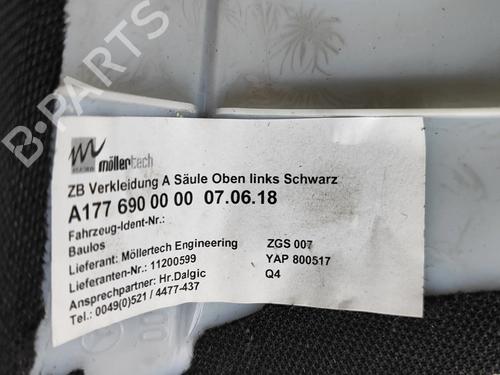 B-PARTS
möllertech
ZB Verkleidung A Säule Oben links Schwarz
A177 690 00 00 07.06.18
Fahrzeug-Ident-Nr.:
Baulos
Lieferant: Möllertech Engineering ZGS 007
Lieferanten-Nr.: 11200599 YAP 800517
Ansprechpartner: Hr.Dalgic Q4
Tel.: 0049(0)521 / 4477-437